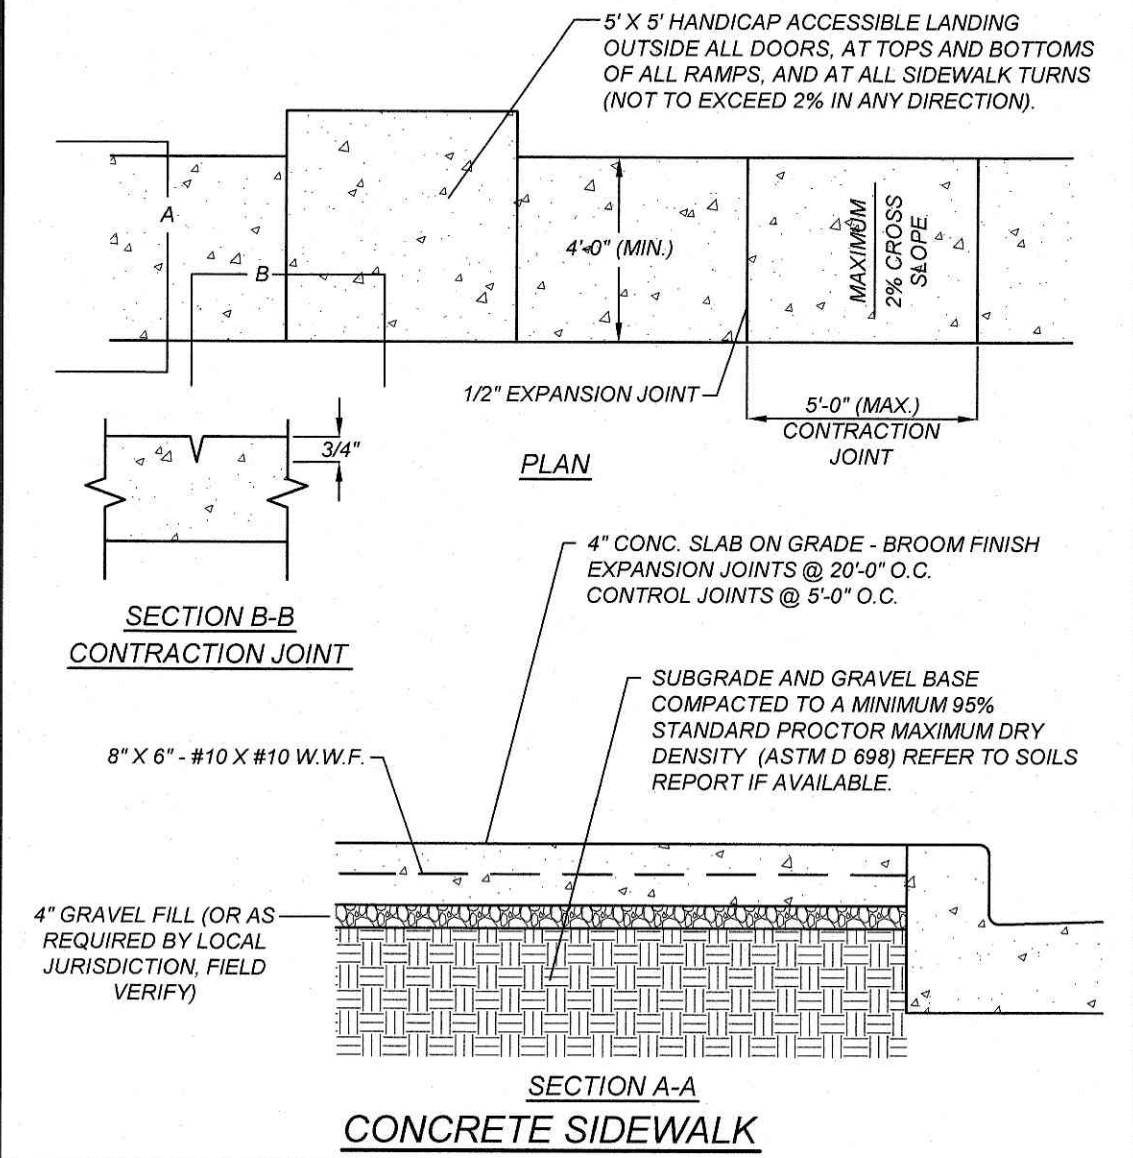 5' X 5' HANDICAP ACCESSIBLE LANDING
OUTSIDE ALL DOORS, AT TOPS AND BOTTOMS
OF ALL RAMPS, AND AT ALL SIDEWALK TURNS
(NOT TO EXCEED 2% IN ANY DIRECTION).
A
B
4'-0" (MIN.)
MAXIMUM
2% CROSS
SLOPE
1/2" EXPANSION JOINT
5'-0" (MAX.)
CONTRACTION
JOINT
3/4"
PLAN
SECTION B-B
CONTRACTION JOINT
4" CONC. SLAB ON GRADE - BROOM FINISH
EXPANSION JOINTS @ 20'-0" O.C.
CONTROL JOINTS @ 5'-0" O.C.
SUBGRADE AND GRAVEL BASE
COMPACTED TO A MINIMUM 95%
STANDARD PROCTOR MAXIMUM DRY
DENSITY (ASTM D 698) REFER TO SOILS
REPORT IF AVAILABLE.
8" X 6" - #10 X #10 W.W.F.
4" GRAVEL FILL (OR AS
REQUIRED BY LOCAL
JURISDICTION, FIELD
VERIFY)
SECTION A-A
CONCRETE SIDEWALK